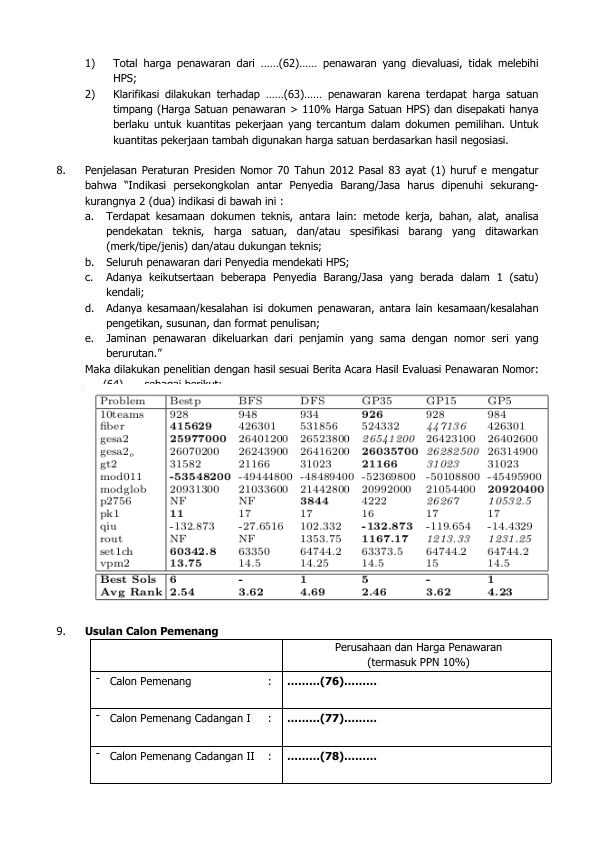 1) Total harga penawaran dari ......(62)...... penawaran yang dievaluasi, tidak melebihi
HPS;
2) Klarifikasi dilakukan terhadap ......(63)...... penawaran karena terdapat harga satuan
timpang (Harga Satuan penawaran > 110% Harga Satuan HPS) dan disepakati hanya
berlaku untuk kuantitas pekerjaan yang tercantum dalam dokumen pemilihan. Untuk
kuantitas pekerjaan tambah digunakan harga satuan berdasarkan hasil negosiasi.
8. Penjelasan Peraturan Presiden Nomor 70 Tahun 2012 Pasal 83 ayat (1) huruf e mengatur
bahwa “Indikasi persekongkolan antar Penyedia Barang/Jasa harus dipenuhi sekurang-
kurangnya 2 (dua) indikasi di bawah ini :
a. Terdapat kesamaan dokumen teknis, antara lain: metode kerja, bahan, alat, analisa
pendekatan teknis, harga satuan, dan/atau spesifikasi barang yang ditawarkan
(merk/tipe/jenis) dan/atau dukungan teknis;
b. Seluruh penawaran dari Penyedia mendekati HPS;
c. Adanya keikutsertaan beberapa Penyedia Barang/Jasa yang berada dalam 1 (satu)
kendali;
d. Adanya kesamaan/kesalahan isi dokumen penawaran, antara lain kesamaan/kesalahan
pengetikan, susunan, dan format penulisan;
e. Jaminan penawaran dikeluarkan dari penjamin yang sama dengan nomor seri yang
berurutan.”
Maka dilakukan penelitian dengan hasil sesuai Berita Acara Hasil Evaluasi Penawaran Nomor:
Problem Bestp BFS DFS GP35 GP15 GP5
10teams 928 948 934 926 928 984
fiber 415629 426301 531856 524332 447136 426301
gesa2 25977000 26401200 26523800 26541200 26423100 26402600
gesa2_o 26070200 26243900 26416200 26035700 26282500 26314900
gt2 31582 21166 31023 21166 31023 31023
mod011 -53548200 -49444800 -48489400 -52369800 -50108800 -45495900
modglob 20931300 21033600 21442800 20992000 21054400 20920400
p2756 NF NF 3844 4222 26267 10532.5
pk1 11 17 17 16 17 17
qiu -132.873 -27.6516 102.332 -132.873 -119.654 -14.4329
rout NF NF 1353.75 1167.17 1213.33 1231.25
set1ch 60342.8 63350 64744.2 63373.5 64744.2 64744.2
vpm2 13.75 14.5 14.25 14.5 15 14.5
Best Sols 6 - 1 5 - 1
Avg Rank 2.54 3.62 4.69 2.46 3.62 4.23
9. Usulan Calon Pemenang
Perusahaan dan Harga Penawaran
(termasuk PPN 10%)
- Calon Pemenang : .........(76).........
- Calon Pemenang Cadangan I : .........(77).........
- Calon Pemenang Cadangan II : .........(78).........